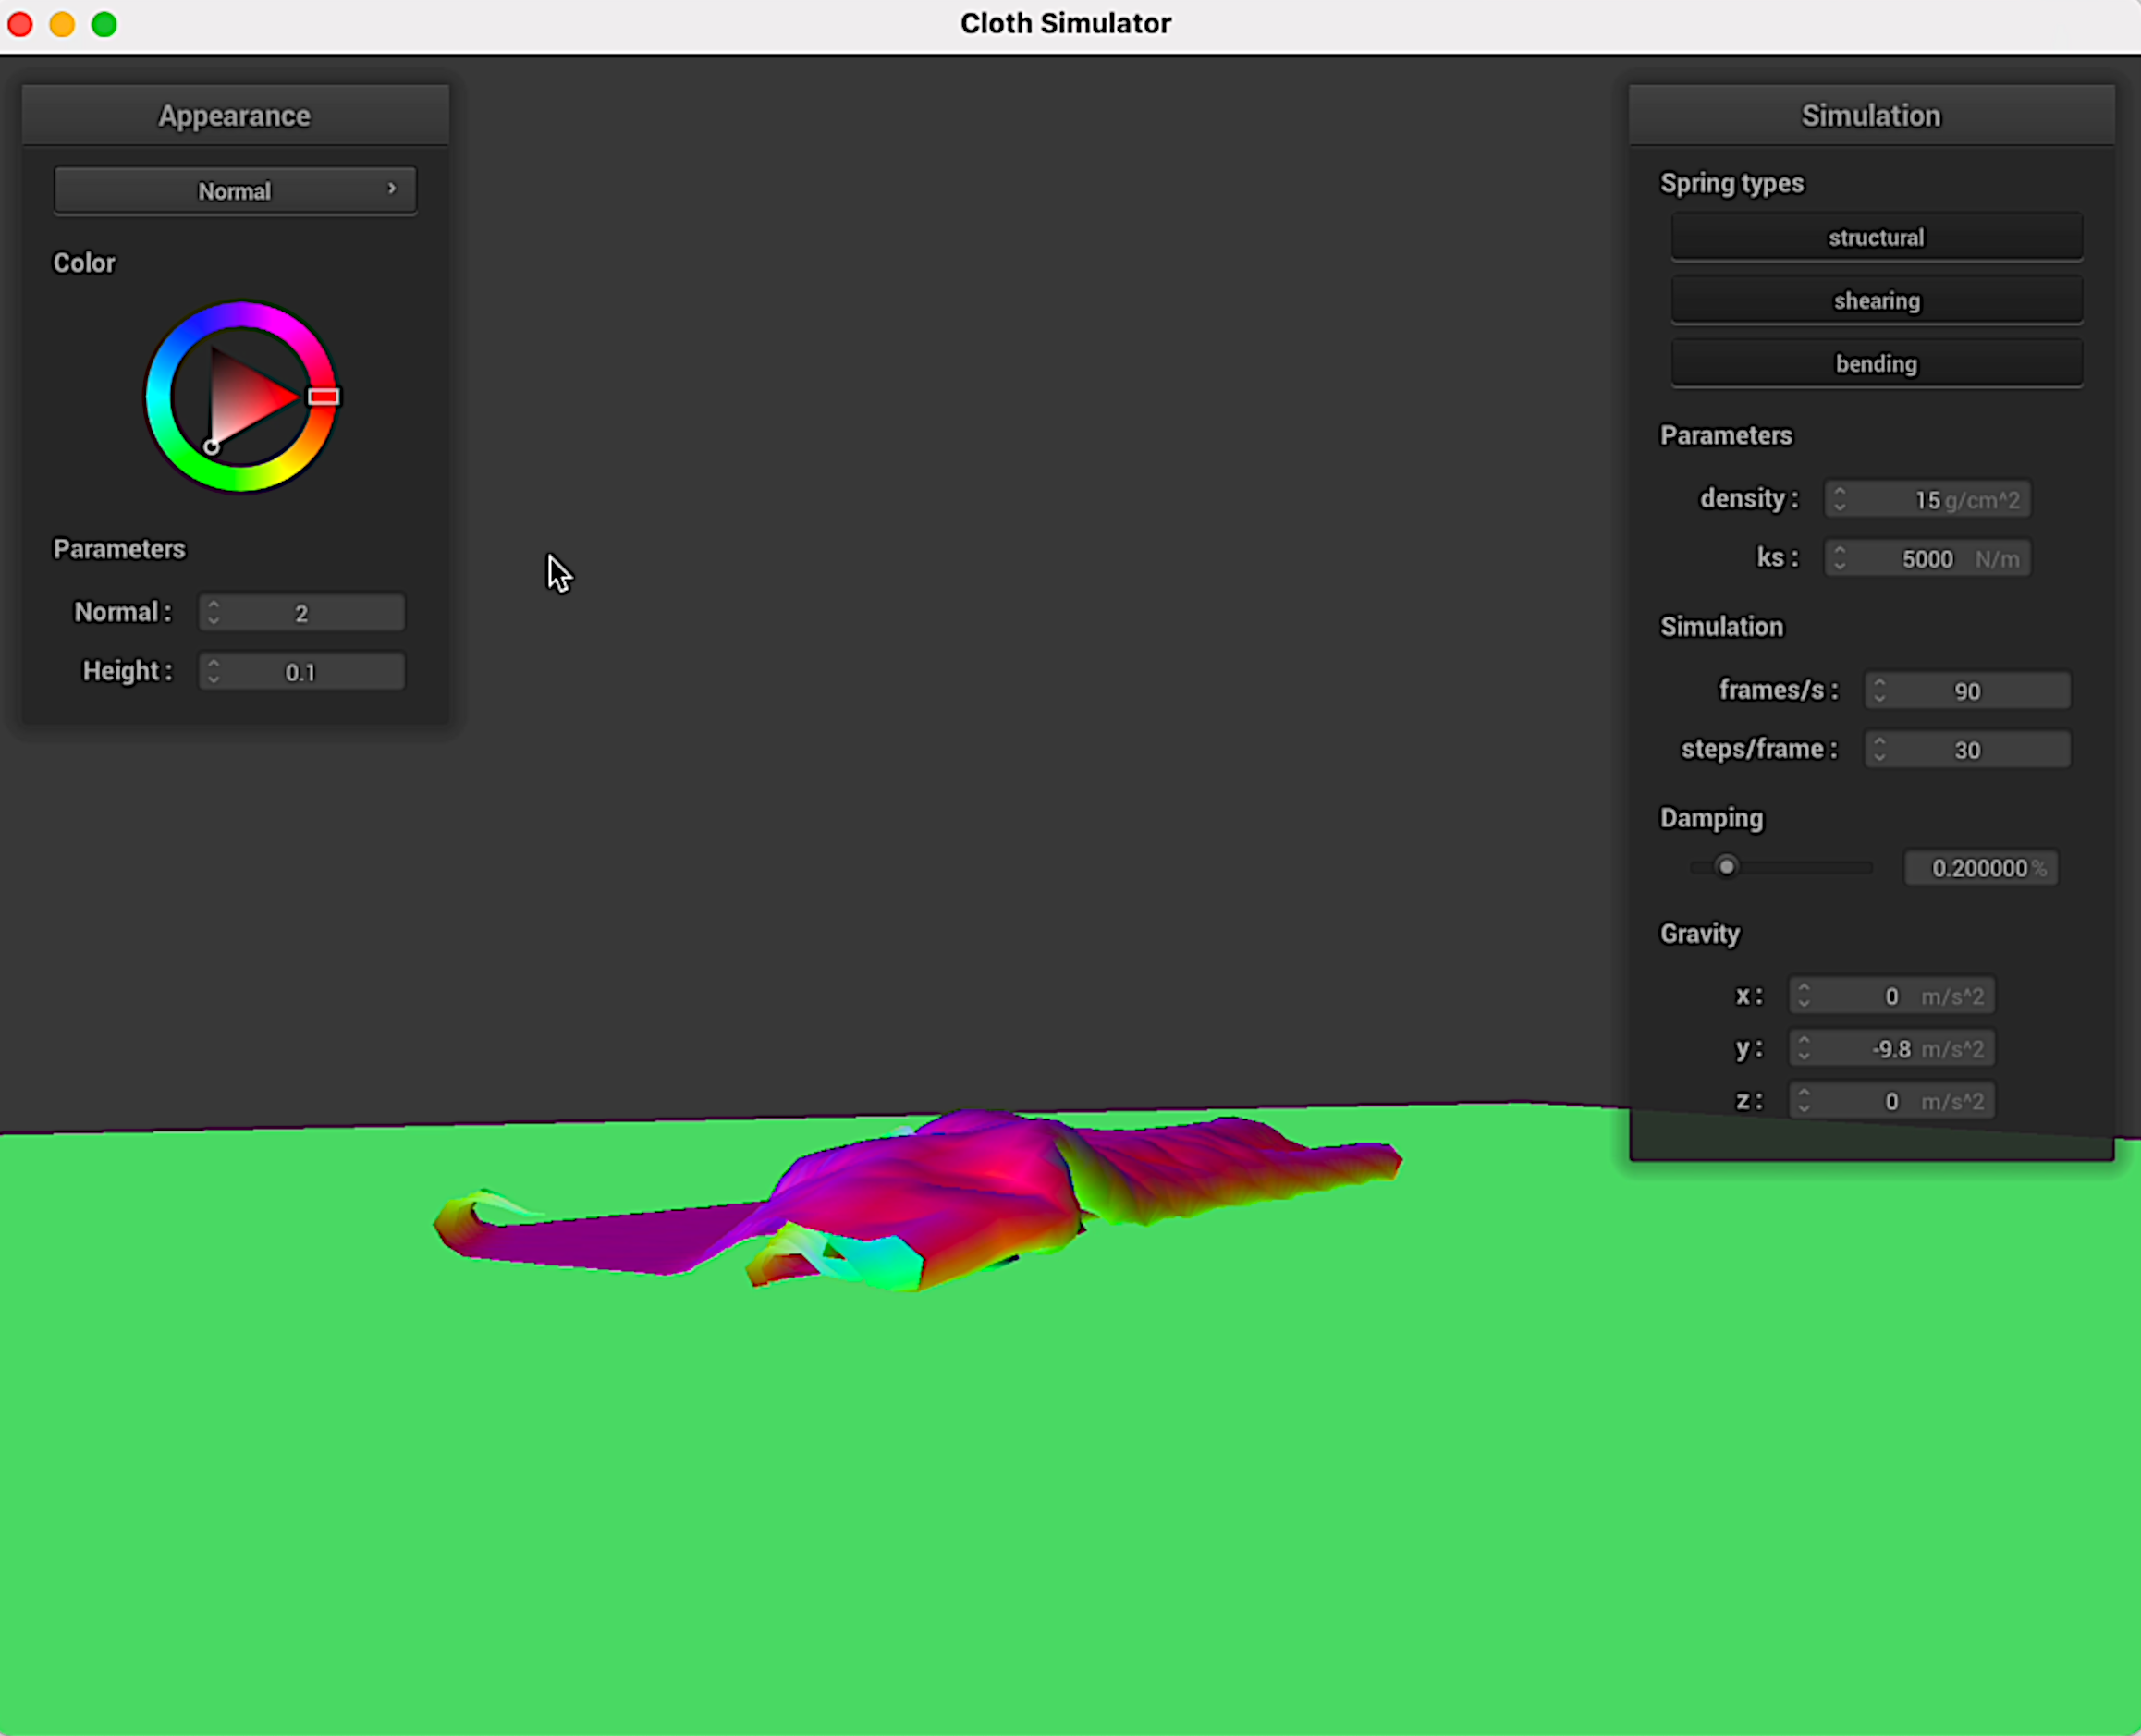 Cloth Simulator
Appearance
Normal
Color
Parameters
Normal : 2
Height : 0.1
Simulation
Spring types
structural
shearing
bending
Parameters
density : 15 g/cm^2
ks : 5000 N/m
Simulation
frames/s : 90
steps/frame : 30
Damping
0.200000 %
Gravity
x : 0 m/s^2
y : -9.8 m/s^2
z : 0 m/s^2